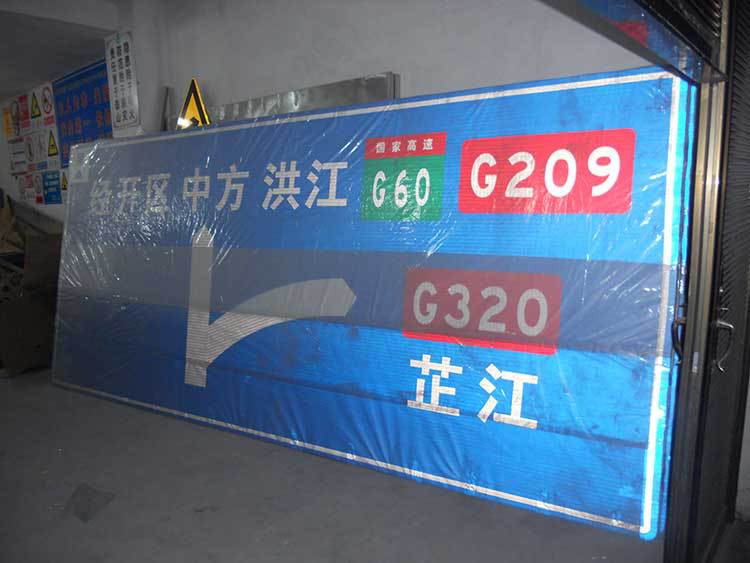 经开区 中方 洪江
国家高速
G60
G209
G320
芷江